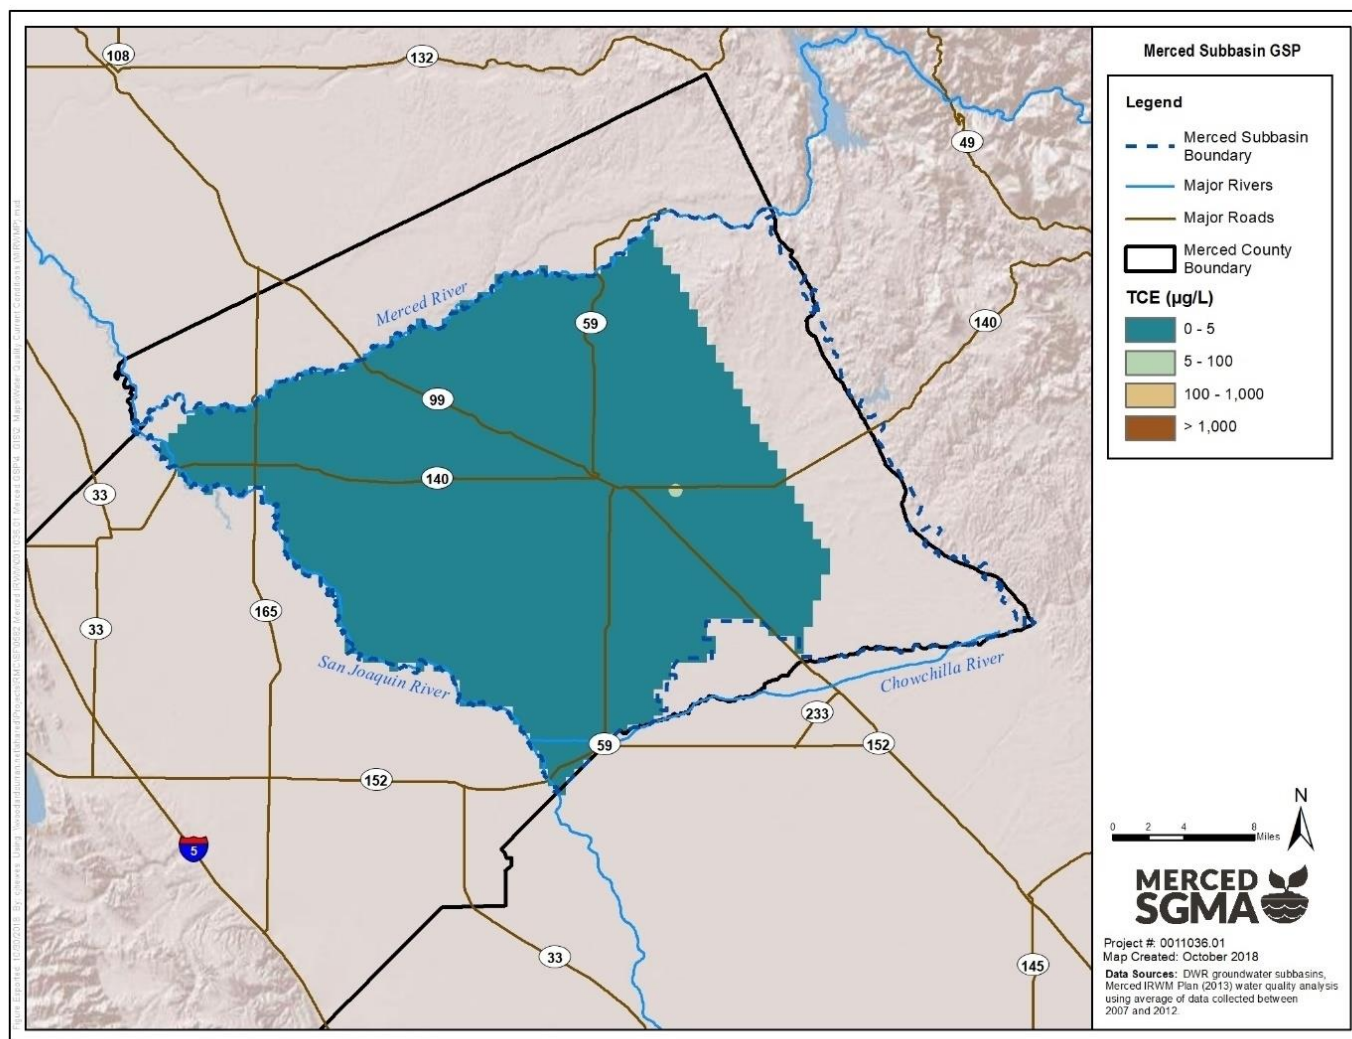 Merced Subbasin GSP
Legend
Merced Subbasin
Boundary
Major Rivers
Major Roads
Merced County
Boundary
TCE (µg/L)
0 - 5
5 - 100
100 - 1,000
> 1,000
108
132
49
Merced River
59
140
99
140
33
33
165
San Joaquin River
Chowchilla River
233
59
152
152
5
33
145
N
0 2 4 8
Miles
MERCED
SGMA
Project #: 0011036.01
Map Created: October 2018
Data Sources: DWR groundwater subbasins,
Merced IRWM Plan (2013) water quality analysis
using average of data collected between
2007 and 2012.